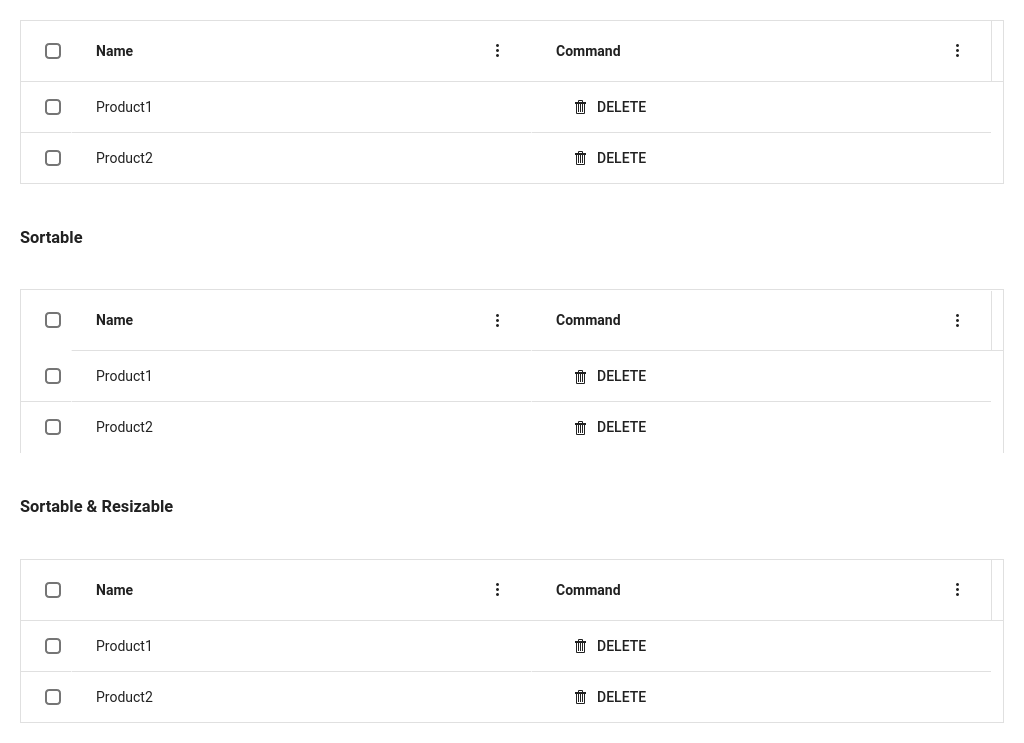 Name Command
Product1 DELETE
Product2 DELETE
Sortable
Name Command
Product1 DELETE
Product2 DELETE
Sortable & Resizable
Name Command
Product1 DELETE
Product2 DELETE